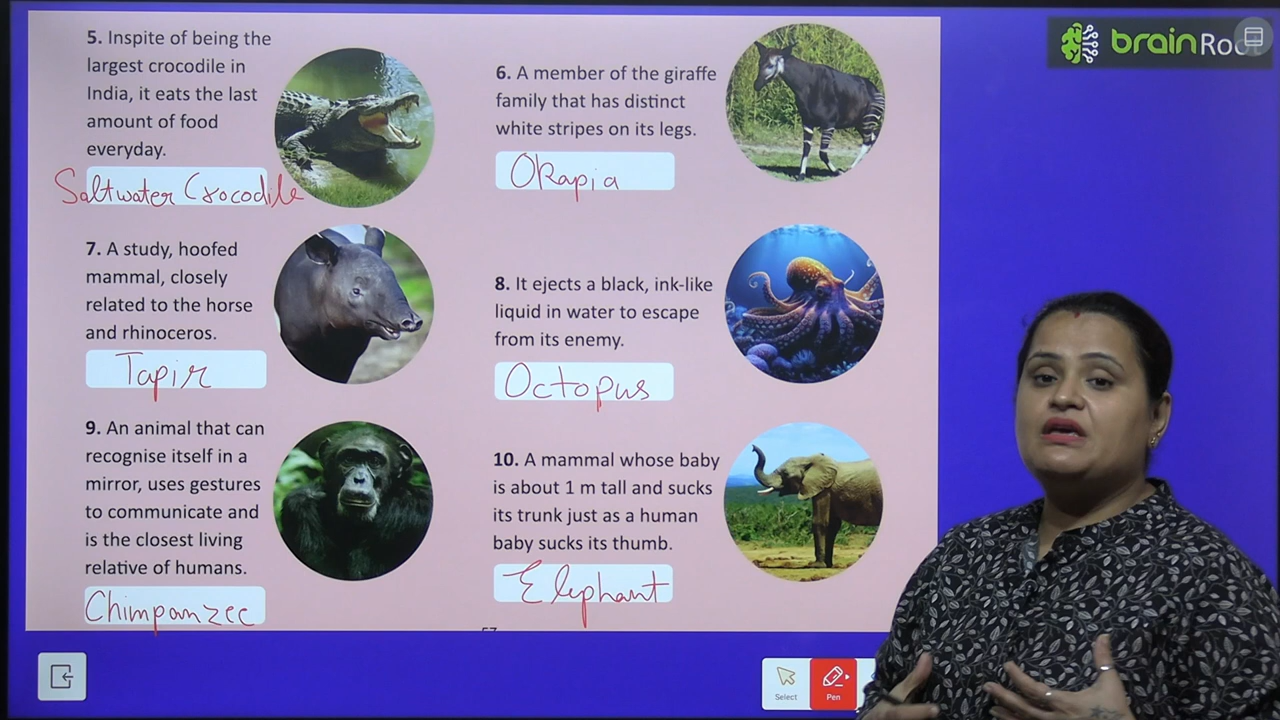 5. Inspite of being the
largest crocodile in
India, it eats the last
amount of food
everyday.
Saltwater Crocodile
6. A member of the giraffe
family that has distinct
white stripes on its legs.
Okapia
7. A study, hoofed
mammal, closely
related to the horse
and rhinoceros.
Tapir
8. It ejects a black, ink-like
liquid in water to escape
from its enemy.
Octopus
9. An animal that can
recognise itself in a
mirror, uses gestures
to communicate and
is the closest living
relative of humans.
Chimpanzee
10. A mammal whose baby
is about 1 m tall and sucks
its trunk just as a human
baby sucks its thumb.
Elephant
brainRoot
Select
Pen